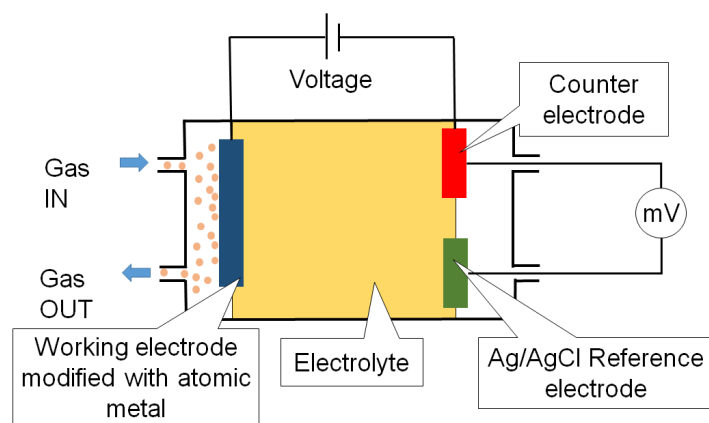 Voltage
Counter
electrode
Gas
IN
mV
Gas
OUT
Working electrode
modified with atomic
metal
Electrolyte
Ag/AgCl Reference
electrode